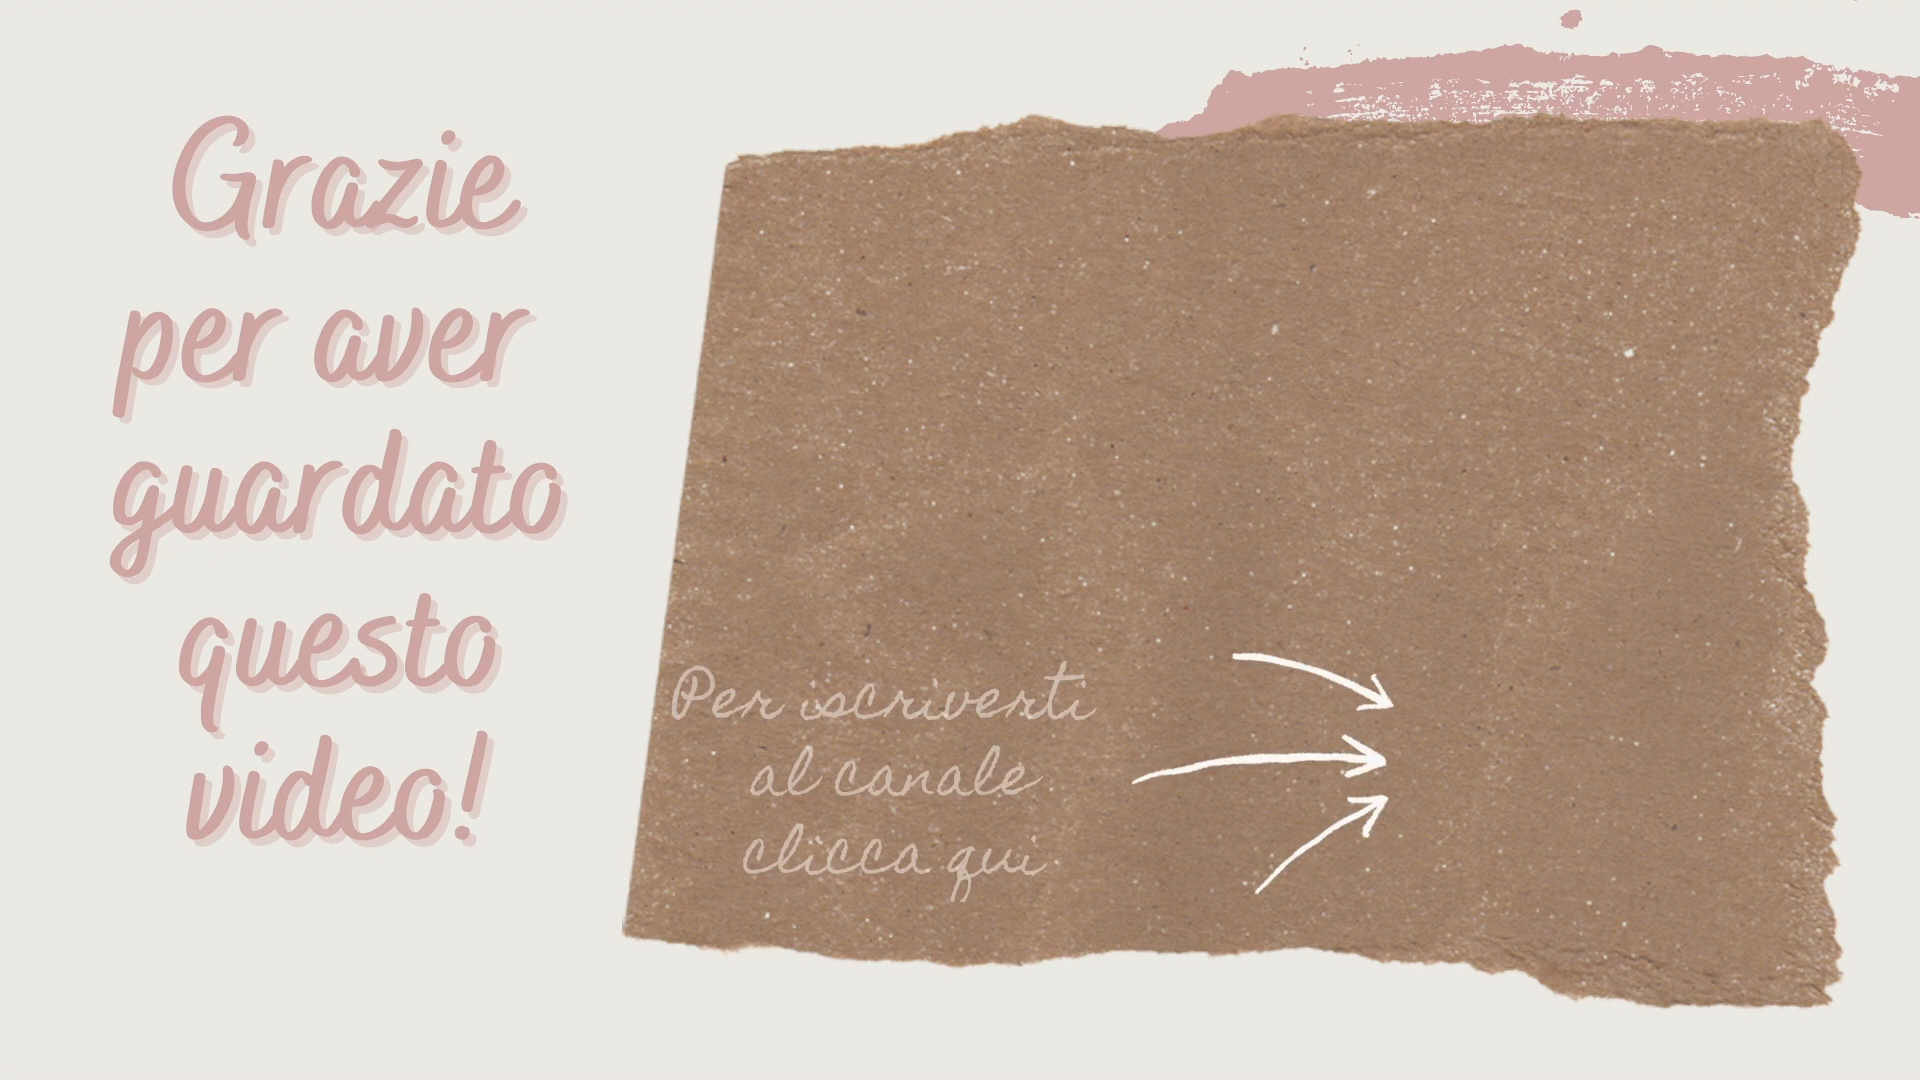 Grazie
per aver
guardato
questo
video!
Per iscriverti
al canale
clicca qui